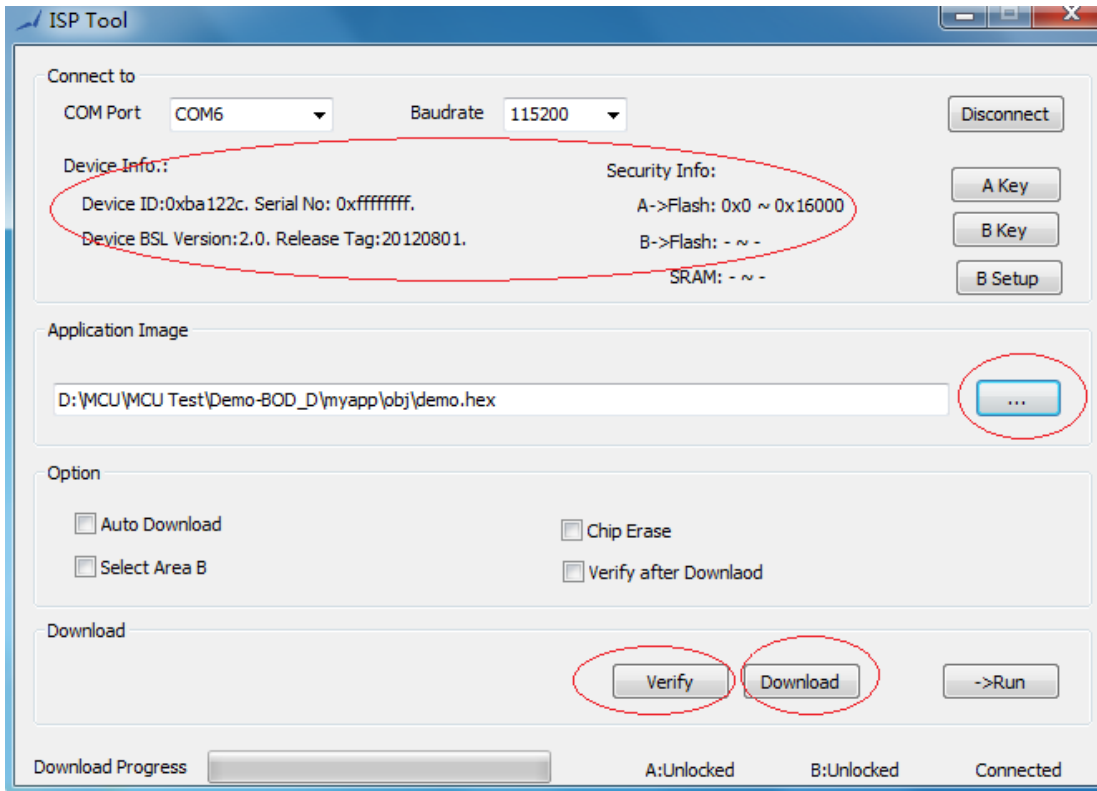 ISP Tool
Connect to
COM Port COM6 Baudrate 115200 Disconnect
Device Info.: Security Info:
A Key
Device ID:0xba122c. Serial No: 0xffffffff. A->Flash: 0x0 ~ 0x16000
Device BSL Version:2.0. Release Tag:20120801. B->Flash: - ~ - B Key
SRAM: - ~ - B Setup
Application Image
D:\MCU\MCU Test\Demo-BOD_D\myapp\obj\demo.hex ...
Option
Auto Download Chip Erase
Select Area B Verify after Downlaod
Download
Verify Download ->Run
Download Progress A:Unlocked B:Unlocked Connected